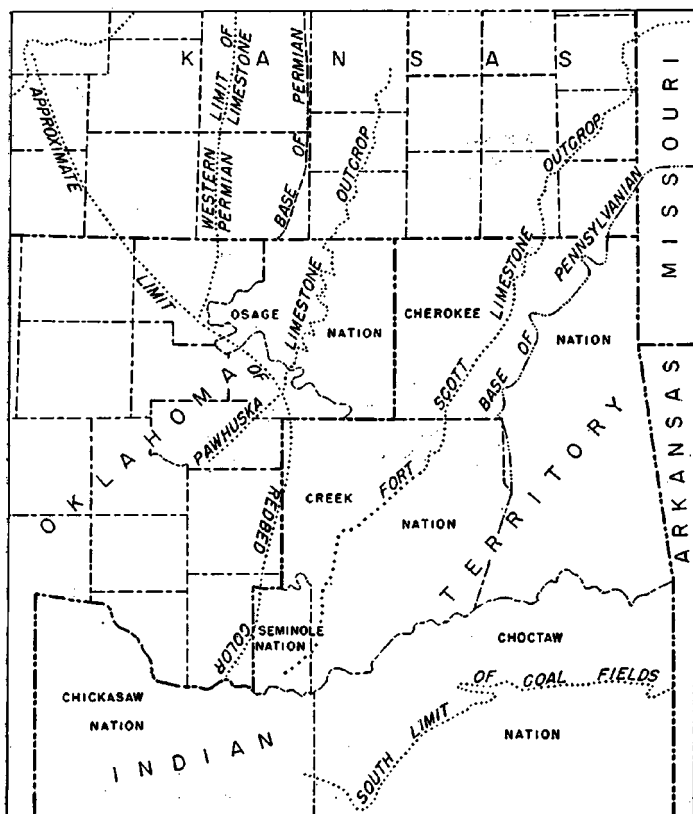 KANSAS
MISSOURI
ARKANSAS
OKLAHOMA
INDIAN TERRITORY
APPROXIMATE LIMIT OF REDBED COLOR
WESTERN LIMIT OF
PERMIAN LIMESTONE
BASE OF PERMIAN
PAWHUSKA LIMESTONE OUTCROP
FORT SCOTT LIMESTONE OUTCROP
BASE OF PENNSYLVANIAN
OSAGE NATION
CHEROKEE NATION
CREEK NATION
SEMINOLE
NATION
CHOCTAW
NATION
CHICKASAW
NATION
SOUTH LIMIT OF COAL FIELDS